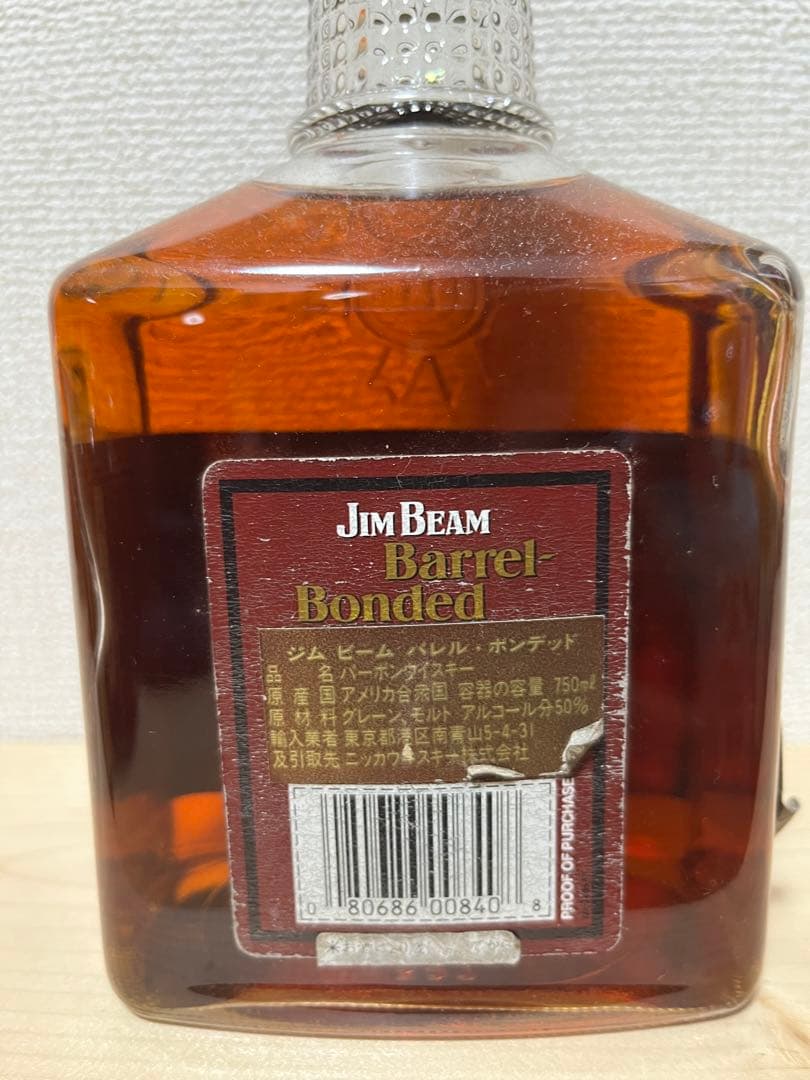 JIM BEAM
Barrel-
Bonded
ジム ビーム バレル・ボンデッド
品 名 バーボンウイスキー
原産国 アメリカ合衆国 容器の容量 750ml
原材料 グレーン、モルト アルコール分50%
輸入業者 東京都港区南青山5-4-31
及引取先 ニッカウヰスキー株式会社
PROOF OF PURCHASE
0 80686 00840 8